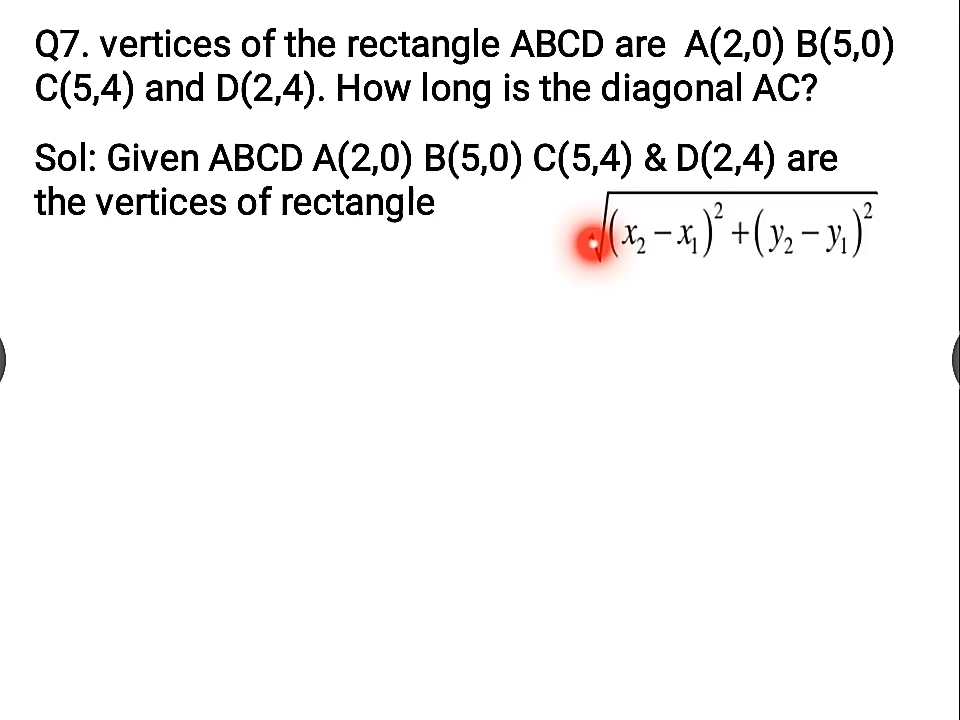 Q7. vertices of the rectangle ABCD are A(2,0) B(5,0)
C(5,4) and D(2,4). How long is the diagonal AC?
Sol: Given ABCD A(2,0) B(5,0) C(5,4) & D(2,4) are
the vertices of rectangle
√(x₂ − x₁)² + (y₂ − y₁)²